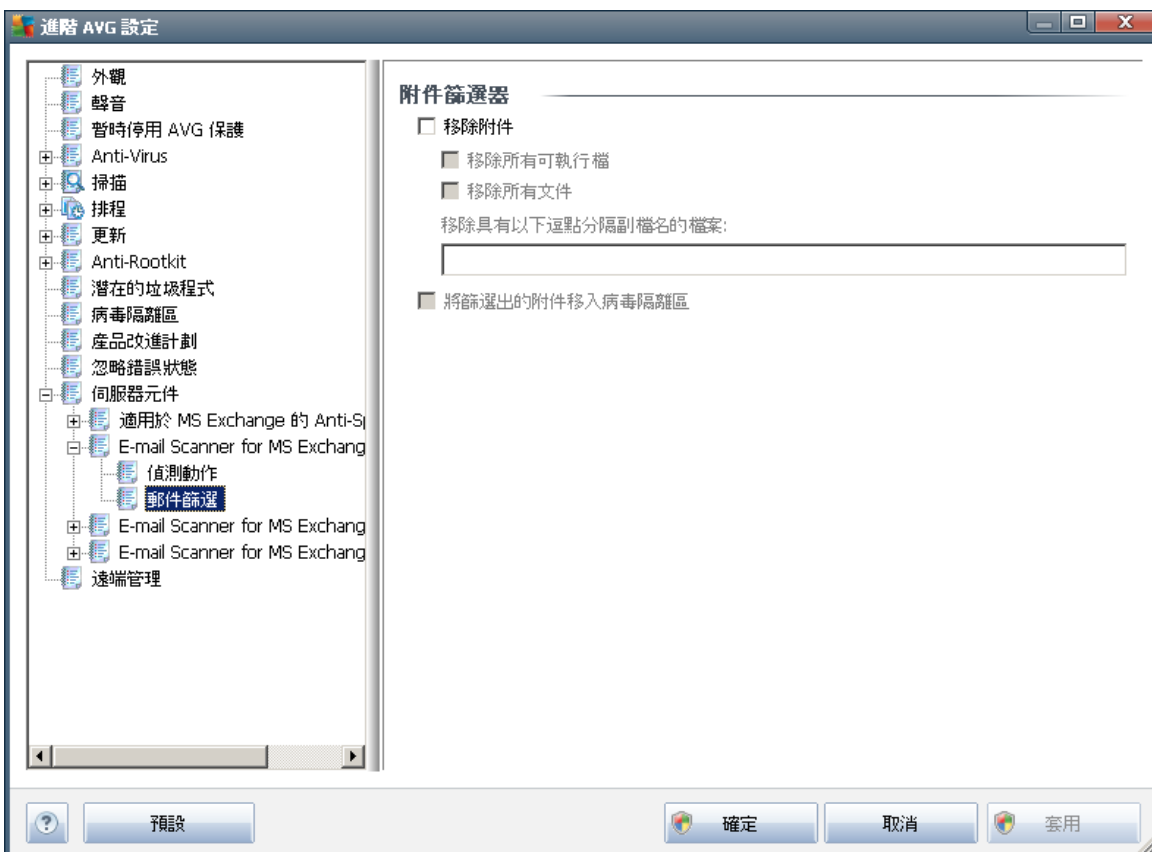 進階 AVG 設定
外觀
聲音
暫時停用 AVG 保護
Anti-Virus
掃描
排程
更新
Anti-Rootkit
潛在的垃圾程式
病毒隔離區
產品改進計劃
忽略錯誤狀態
伺服器元件
適用於 MS Exchange 的 Anti-Sp
E-mail Scanner for MS Exchang
偵測動作
郵件篩選
E-mail Scanner for MS Exchang
E-mail Scanner for MS Exchang
遠端管理
附件篩選器
移除附件
移除所有可執行檔
移除所有文件
移除具有以下逗點分隔副檔名的檔案:
將篩選出的附件移入病毒隔離區
?
預設
確定
取消
套用